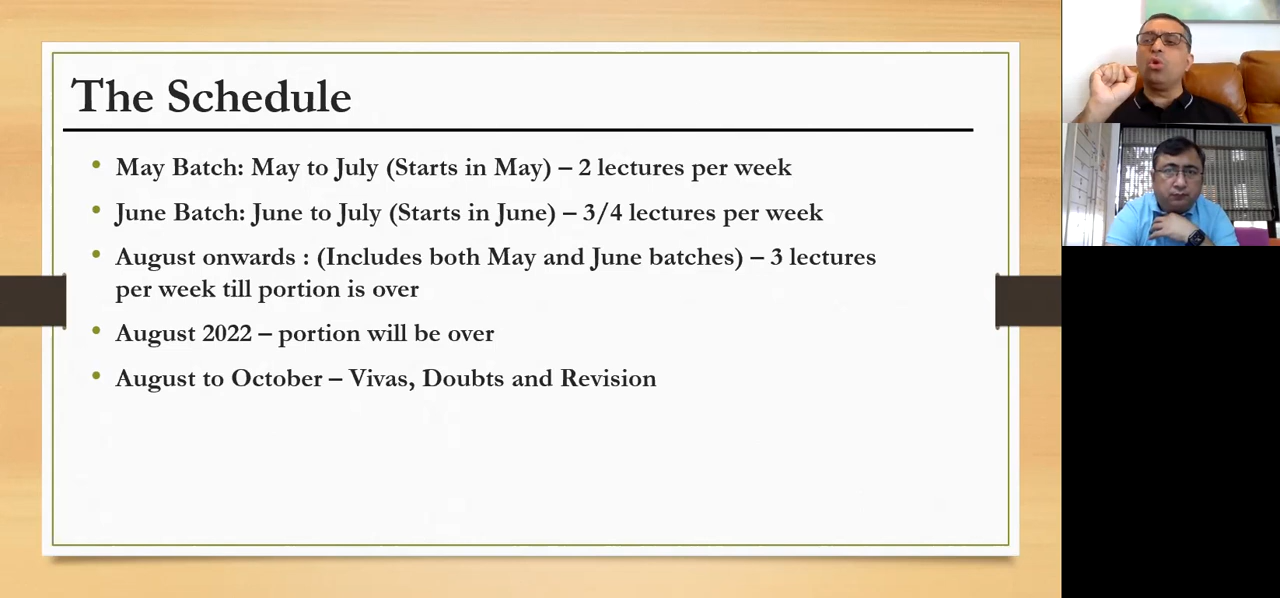 The Schedule
• May Batch: May to July (Starts in May) – 2 lectures per week
• June Batch: June to July (Starts in June) – 3/4 lectures per week
• August onwards : (Includes both May and June batches) – 3 lectures
per week till portion is over
• August 2022 – portion will be over
• August to October – Vivas, Doubts and Revision